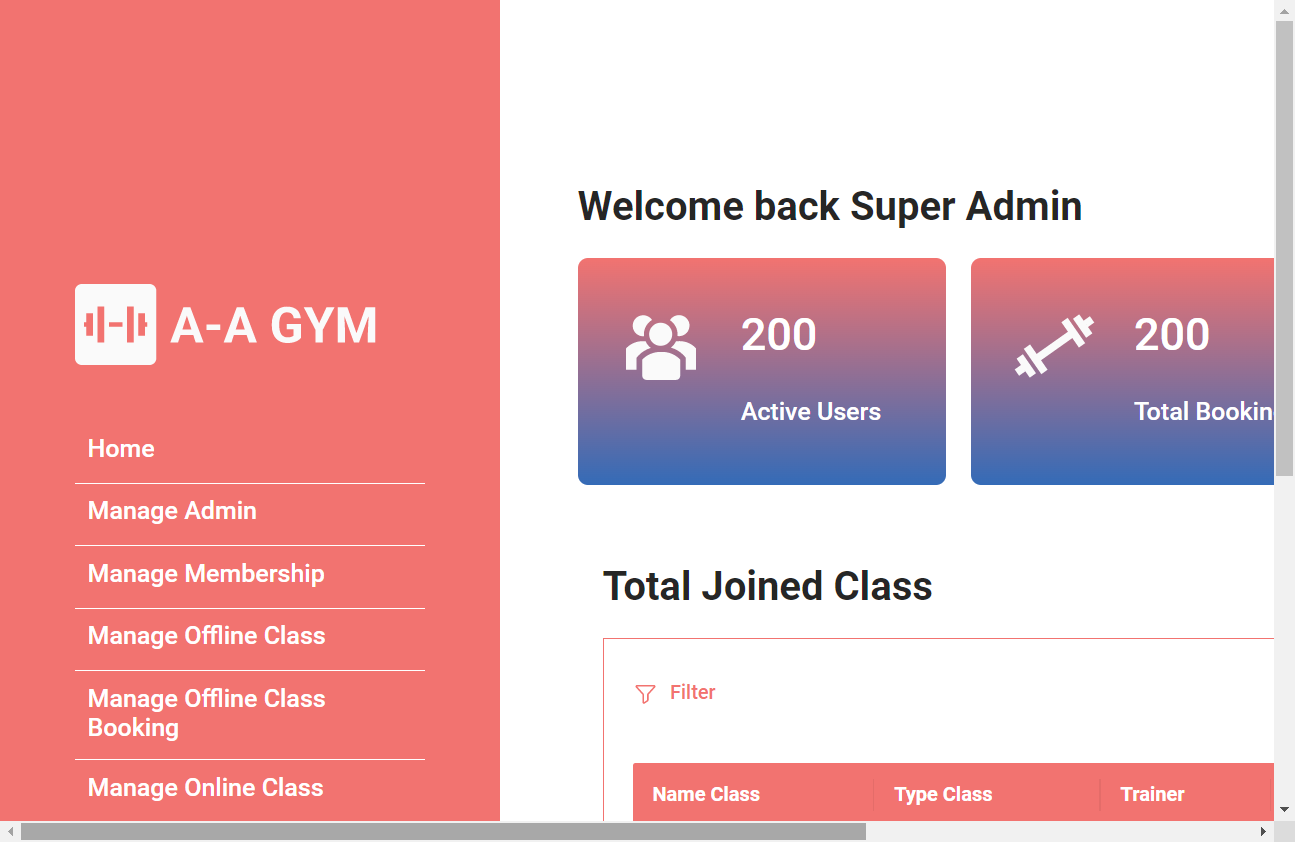 A-A GYM
Home
Manage Admin
Manage Membership
Manage Offline Class
Manage Offline Class
Booking
Manage Online Class
Welcome back Super Admin
200
Active Users
200
Total Bookin
Total Joined Class
Filter
Name Class
Type Class
Trainer